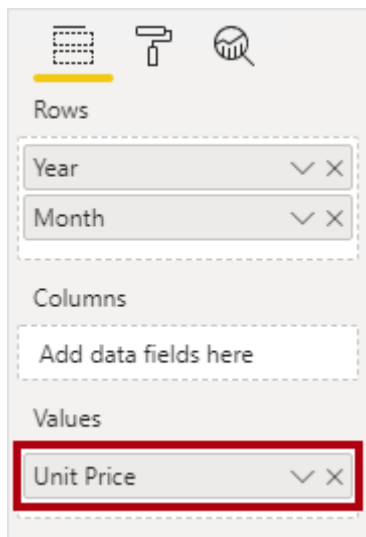 Rows
Year
Month
Columns
Add data fields here
Values
Unit Price